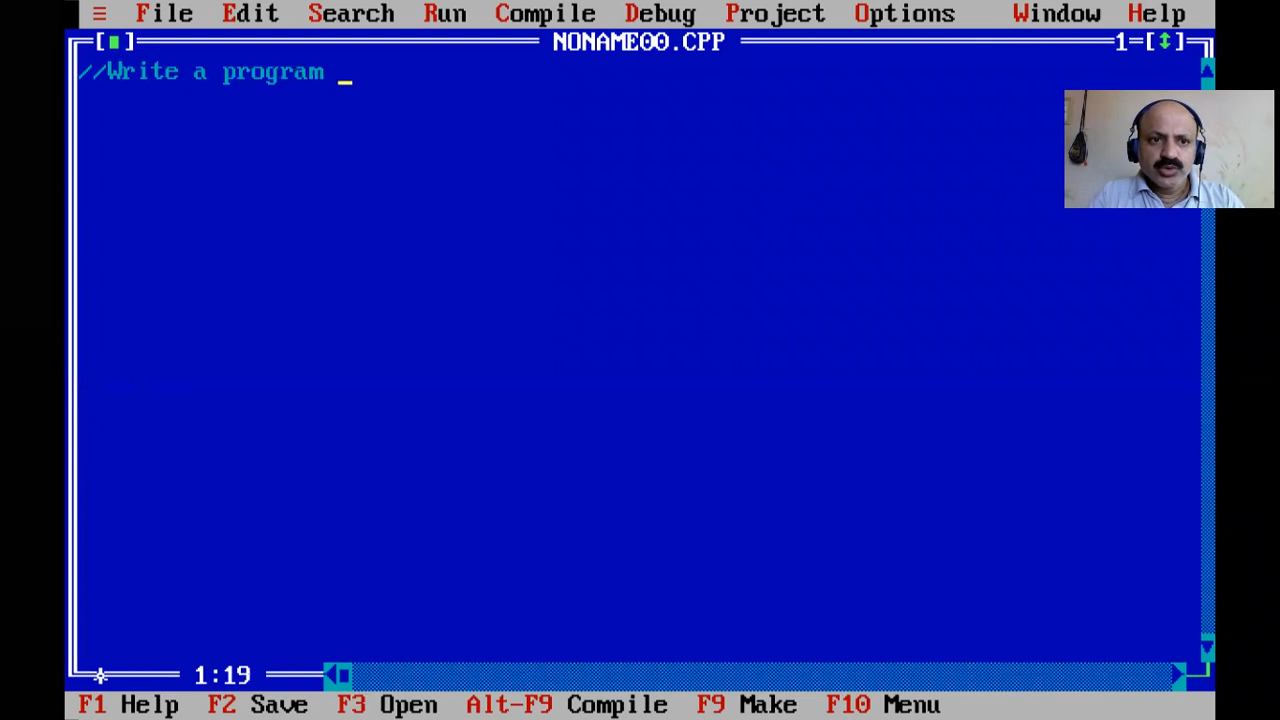 ≡ File Edit Search Run Compile Debug Project Options Window Help
[■] NONAME00.CPP 1=[↕]
//Write a program _
* 1:19
F1 Help F2 Save F3 Open Alt-F9 Compile F9 Make F10 Menu